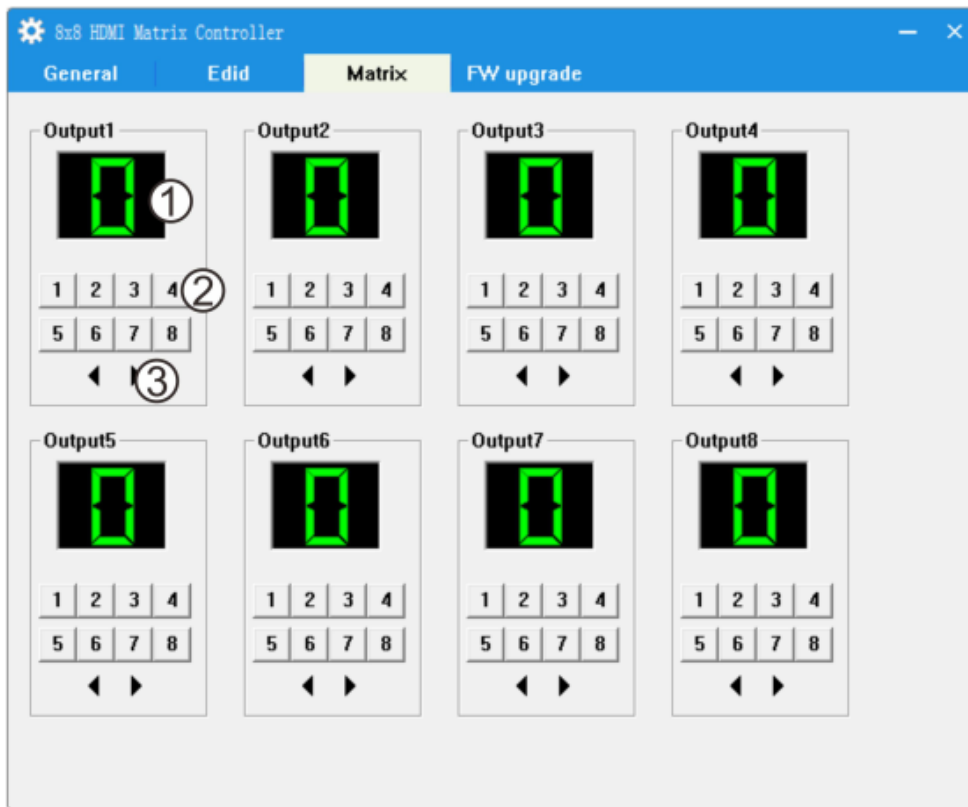 8x8 HDMI Matrix Controller
General Edid Matrix FW upgrade
Output1 Output2 Output3 Output4
0 0 0 0
①
1 2 3 4 ② 1 2 3 4 1 2 3 4 1 2 3 4
5 6 7 8 5 6 7 8 5 6 7 8 5 6 7 8
③
Output5 Output6 Output7 Output8
0 0 0 0
1 2 3 4 1 2 3 4 1 2 3 4 1 2 3 4
5 6 7 8 5 6 7 8 5 6 7 8 5 6 7 8